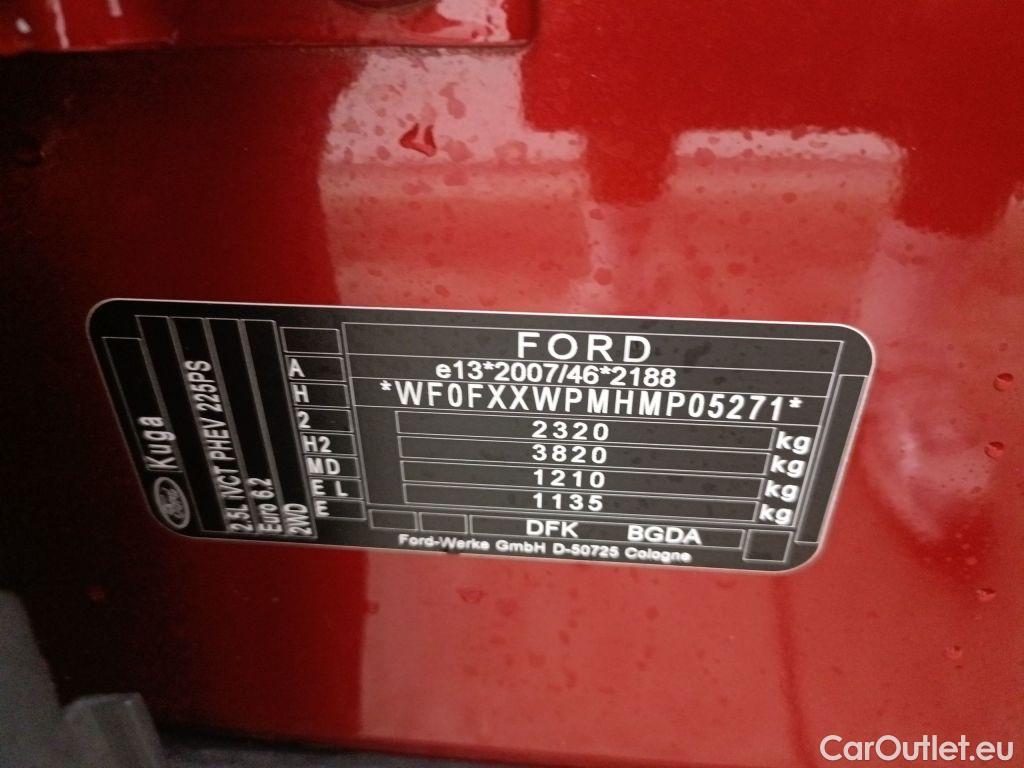 FORD
e13*2007/46*2188
*WF0FXXWPMHMP05271*
2320 kg
3820 kg
1210 kg
1135 kg
DFK BGDA
Ford-Werke GmbH D-50725 Cologne
A
H
2
H2
MD
E L
E
Ford Kuga
2.5L IVCT PHEV 225PS
Euro 6.2
2WD
CarOutlet.eu